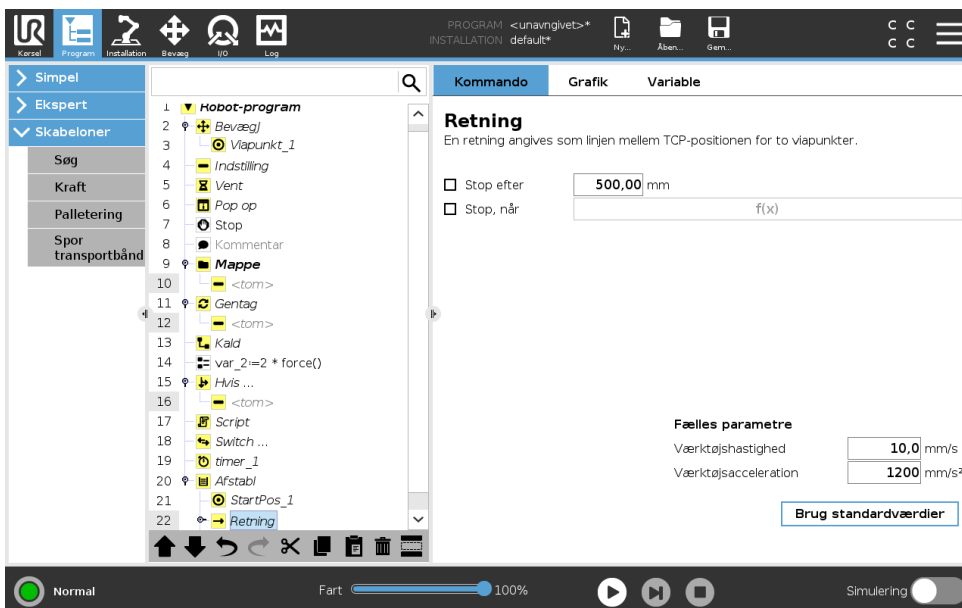 PROGRAM <unavngivet>*
INSTALLATION default*
Kørsel Program Installation Bevæg I/O Log Ny... Åben... Gem...
C C
C C
Simpel
Ekspert
Skabeloner
Søg
Kraft
Palletering
Spor
transportbånd
1 Robot-program
2 BevægJ
3 Viapunkt_1
4 Indstilling
5 Vent
6 Pop op
7 Stop
8 Kommentar
9 Mappe
10 <tom>
11 Gentag
12 <tom>
13 Kald
14 var_2:=2 * force()
15 Hvis ...
16 <tom>
17 Script
18 Switch ...
19 timer_1
20 Afstabl
21 StartPos_1
22 Retning
Kommando Grafik Variable
Retning
En retning angives som linjen mellem TCP-positionen for to viapunkter.
Stop efter 500,00 mm
Stop, når f(x)
Fælles parametre
Værktøjshastighed 10,0 mm/s
Værktøjsacceleration 1200 mm/s²
Brug standardværdier
Normal Fart 100% Simulering